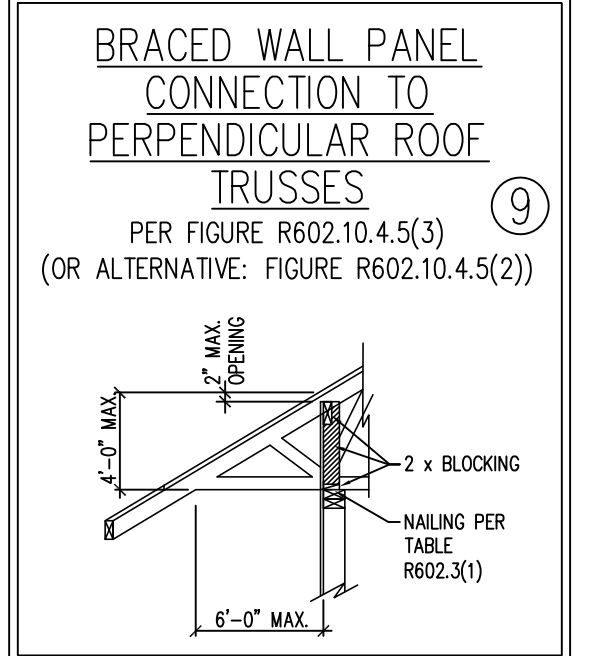 BRACED WALL PANEL
CONNECTION TO
PERPENDICULAR ROOF
TRUSSES
9
PER FIGURE R602.10.4.5(3)
(OR ALTERNATIVE: FIGURE R602.10.4.5(2))
2" MAX.
OPENING
4'-0" MAX.
2 x BLOCKING
NAILING PER
TABLE
R602.3(1)
6'-0" MAX.